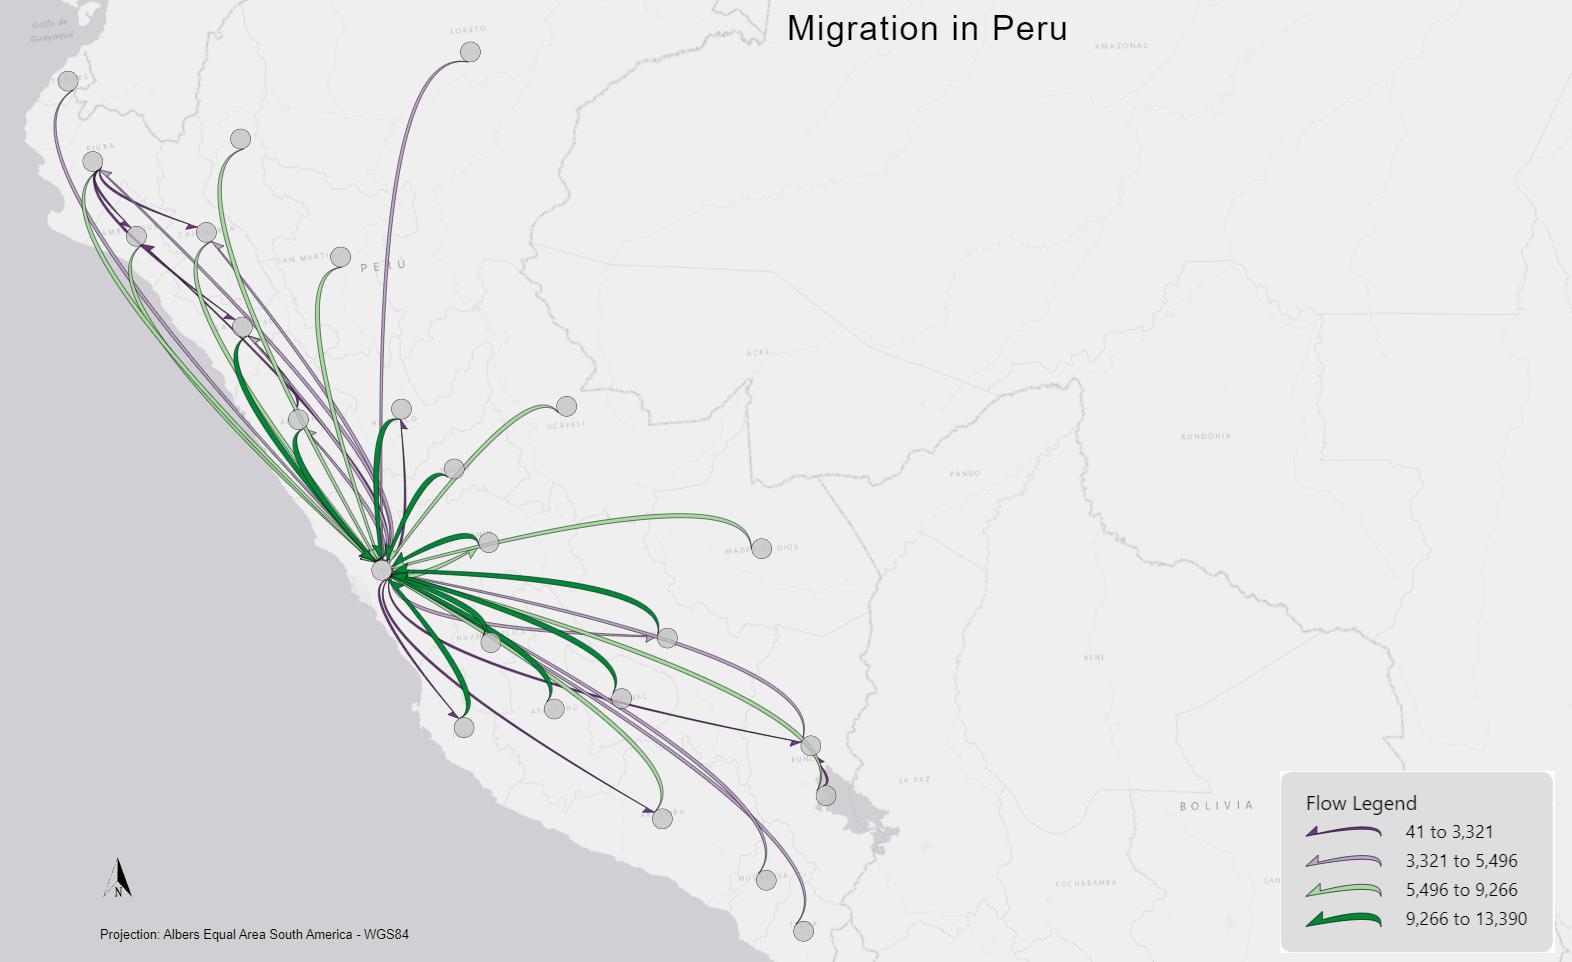 Migration in Peru
Golfo de
Guayaquil
LORETO
AMAZONAS
PIURA
SAN MARTI
PERÚ
ACRE
UCAYALI
RONDÔNIA
PANDO
MADRE DE DIOS
BENI
PUNO
LA PAZ
BOLIVIA
COCHABAMBA
SAN
Flow Legend
41 to 3,321
3,321 to 5,496
5,496 to 9,266
9,266 to 13,390
N
Projection: Albers Equal Area South America - WGS84